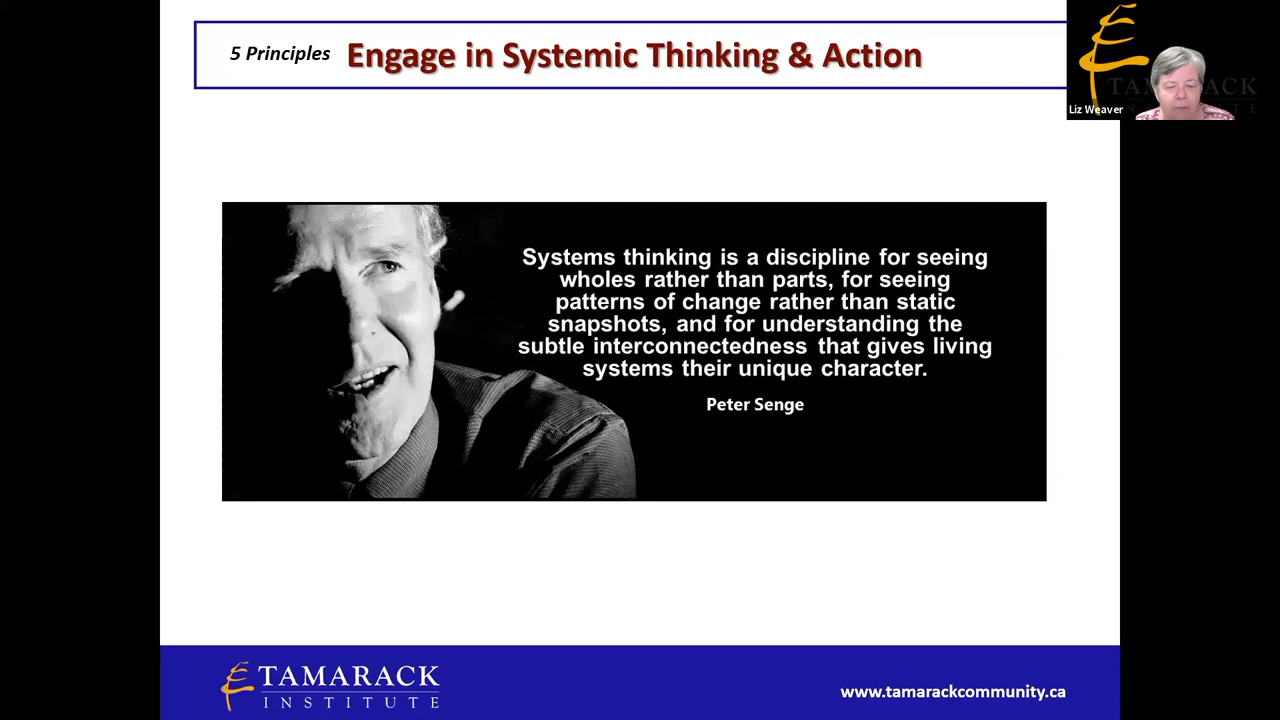 5 Principles Engage in Systemic Thinking & Action
TAMARACK
INSTITUTE
Liz Weaver
Systems thinking is a discipline for seeing
wholes rather than parts, for seeing
patterns of change rather than static
snapshots, and for understanding the
subtle interconnectedness that gives living
systems their unique character.
Peter Senge
TAMARACK
INSTITUTE
www.tamarackcommunity.ca